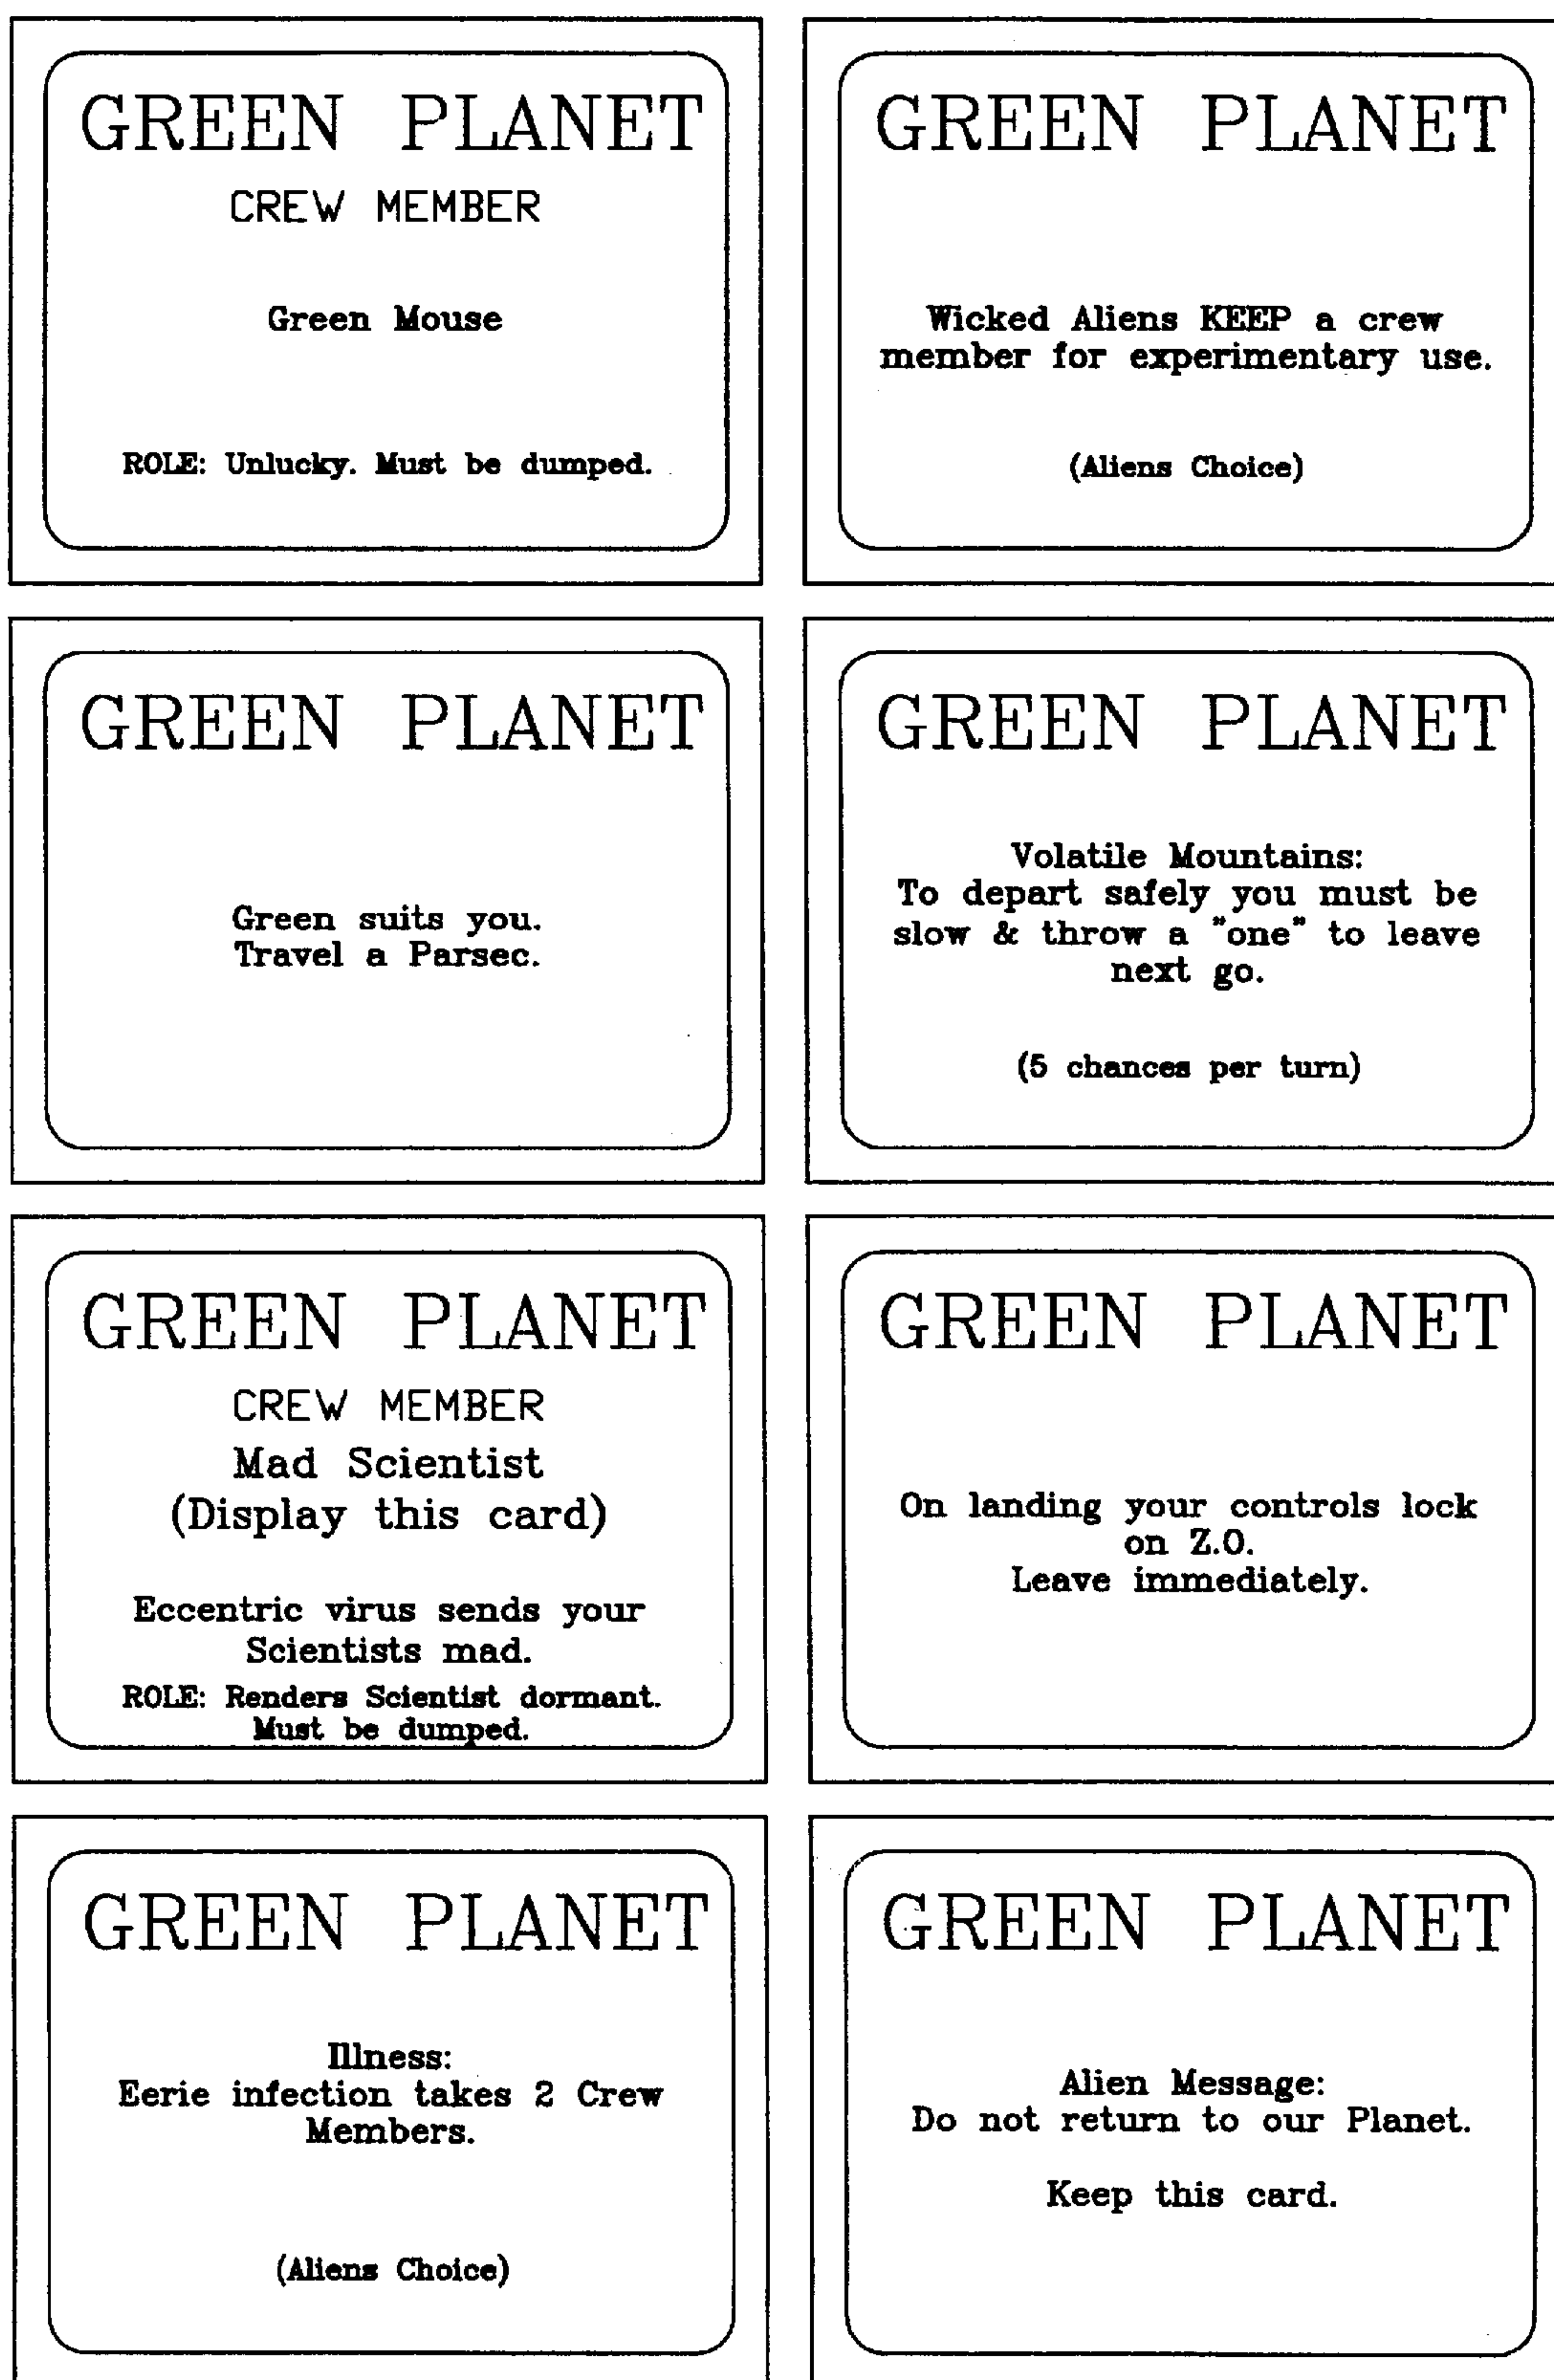 GREEN PLANET
CREW MEMBER
Green Mouse
ROLE: Unlucky. Must be dumped.
GREEN PLANET
Wicked Aliens KEEP a crew
member for experimentary use.
(Aliens Choice)
GREEN PLANET
Green suits you.
Travel a Parsec.
GREEN PLANET
Volatile Mountains:
To depart safely you must be
slow & throw a "one" to leave
next go.
(5 chances per turn)
GREEN PLANET
CREW MEMBER
Mad Scientist
(Display this card)
Eccentric virus sends your
Scientists mad.
ROLE: Renders Scientist dormant.
Must be dumped.
GREEN PLANET
On landing your controls lock
on Z.O.
Leave immediately.
GREEN PLANET
Illness:
Eerie infection takes 2 Crew
Members.
(Aliens Choice)
GREEN PLANET
Alien Message:
Do not return to our Planet.
Keep this card.